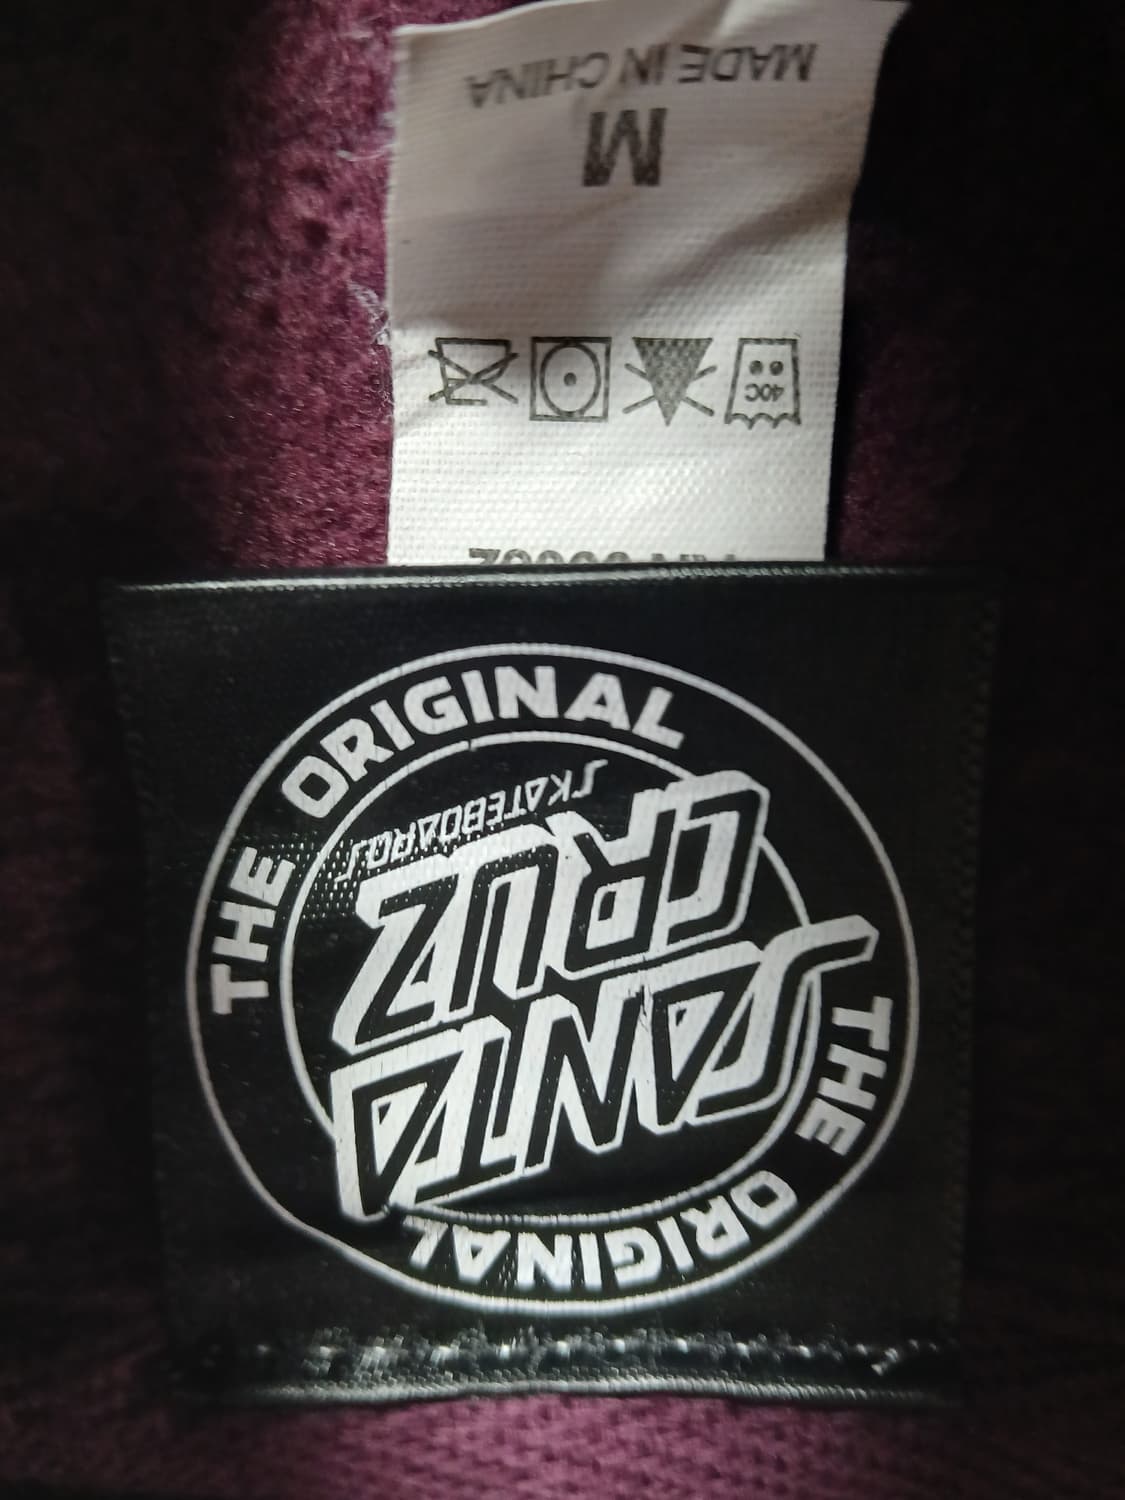 THE ORIGINAL
SANTA
CRUZ
SKATEBOARDS
THE ORIGINAL
40C
M
MADE IN CHINA